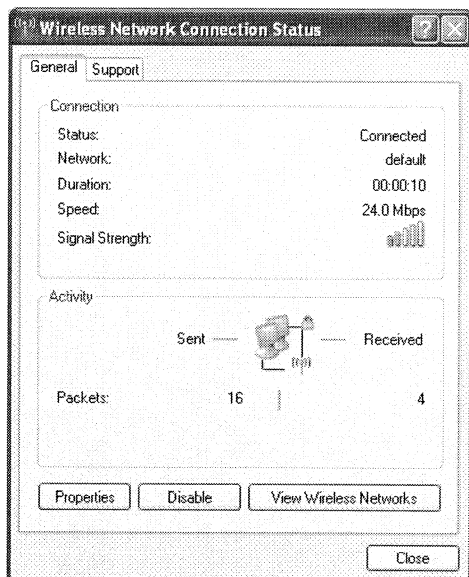 Wireless Network Connection Status
General Support
Connection
Status: Connected
Network: default
Duration: 00:00:10
Speed: 24.0 Mbps
Signal Strength:
Activity
Sent Received
Packets: 16 4
Properties Disable View Wireless Networks
Close